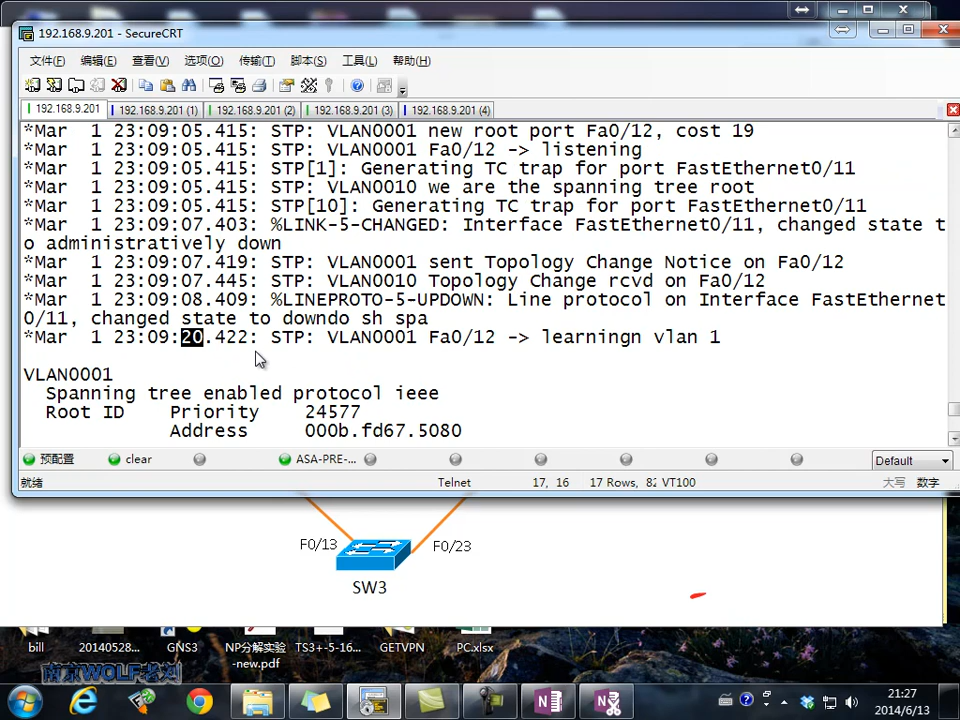 192.168.9.201 - SecureCRT
文件(F) 编辑(E) 查看(V) 选项(O) 传输(T) 脚本(S) 工具(L) 帮助(H)
192.168.9.201 192.168.9.201 (1) 192.168.9.201 (2) 192.168.9.201 (3) 192.168.9.201 (4)
*Mar  1 23:09:05.415: STP: VLAN0001 new root port Fa0/12, cost 19
*Mar  1 23:09:05.415: STP: VLAN0001 Fa0/12 -> listening
*Mar  1 23:09:05.415: STP[1]: Generating TC trap for port FastEthernet0/11
*Mar  1 23:09:05.415: STP: VLAN0010 we are the spanning tree root
*Mar  1 23:09:05.415: STP[10]: Generating TC trap for port FastEthernet0/11
*Mar  1 23:09:07.403: %LINK-5-CHANGED: Interface FastEthernet0/11, changed state t
o administratively down
*Mar  1 23:09:07.419: STP: VLAN0001 sent Topology Change Notice on Fa0/12
*Mar  1 23:09:07.445: STP: VLAN0010 Topology Change rcvd on Fa0/12
*Mar  1 23:09:08.409: %LINEPROTO-5-UPDOWN: Line protocol on Interface FastEthernet
0/11, changed state to downdo sh spa
*Mar  1 23:09:20.422: STP: VLAN0001 Fa0/12 -> learningn vlan 1
VLAN0001
Spanning tree enabled protocol ieee
Root ID    Priority    24577
Address     000b.fd67.5080
预配置 clear ASA-PRE-... Default
就绪 Telnet 17, 16 17 Rows, 82 VT100 大写 数字
F0/13 F0/23
SW3
bill 20140528... GNS3 NP分解实验 TS3+-5-16... GETVPN PC.xlsx
-new.pdf
南京WOLF老刘
21:27
2014/6/13